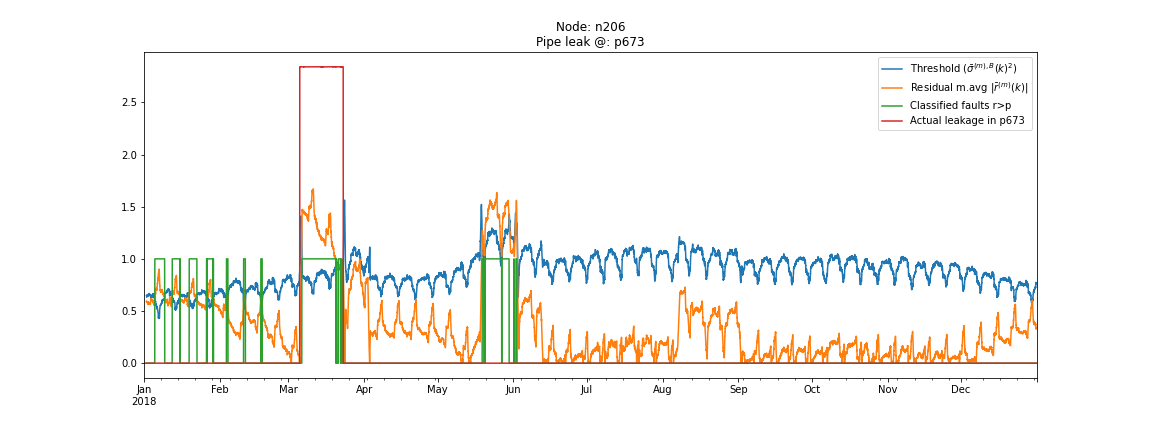 Node: n206
Pipe leak @: p673
Threshold (σ̄^(m),B(k)²)
Residual m.avg |r̄^(m)(k)|
Classified faults r>p
Actual leakage in p673
2.5
2.0
1.5
1.0
0.5
0.0
Jan Feb Mar Apr May Jun Jul Aug Sep Oct Nov Dec
2018